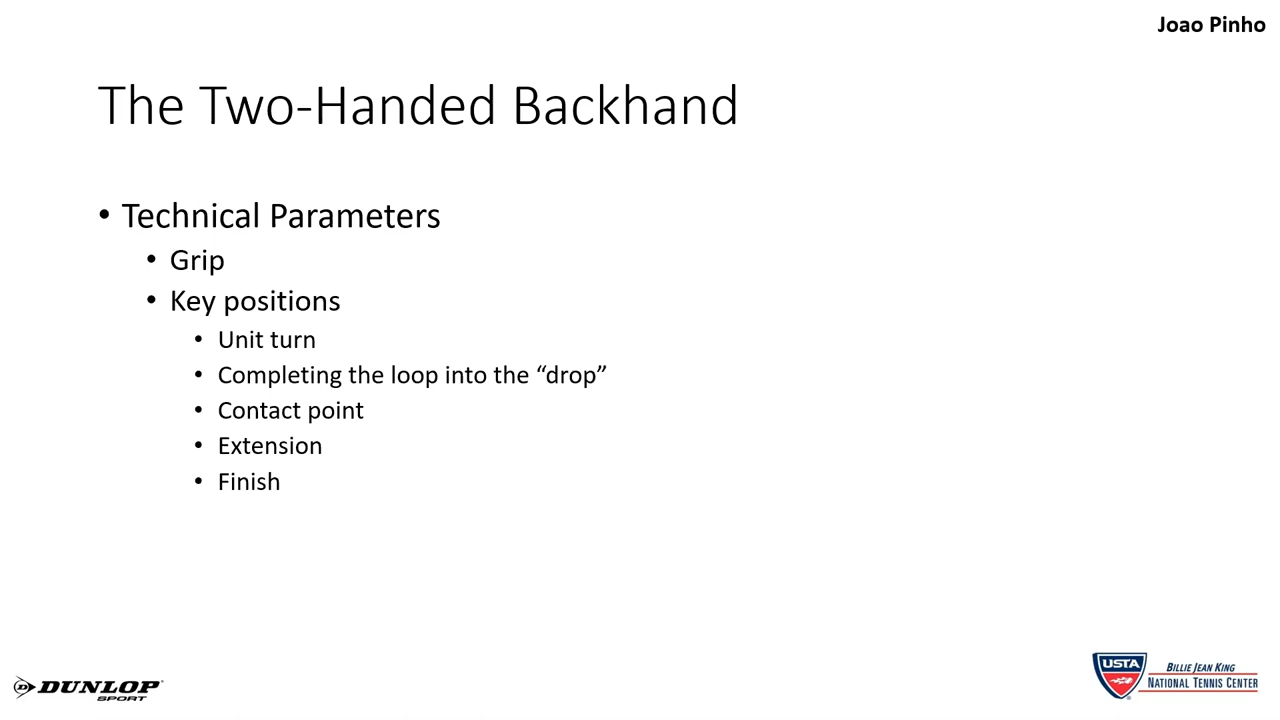 Joao Pinho
The Two-Handed Backhand
• Technical Parameters
• Grip
• Key positions
• Unit turn
• Completing the loop into the “drop”
• Contact point
• Extension
• Finish
DUNLOP
SPORT
USTA
BILLIE JEAN KING
NATIONAL TENNIS CENTER